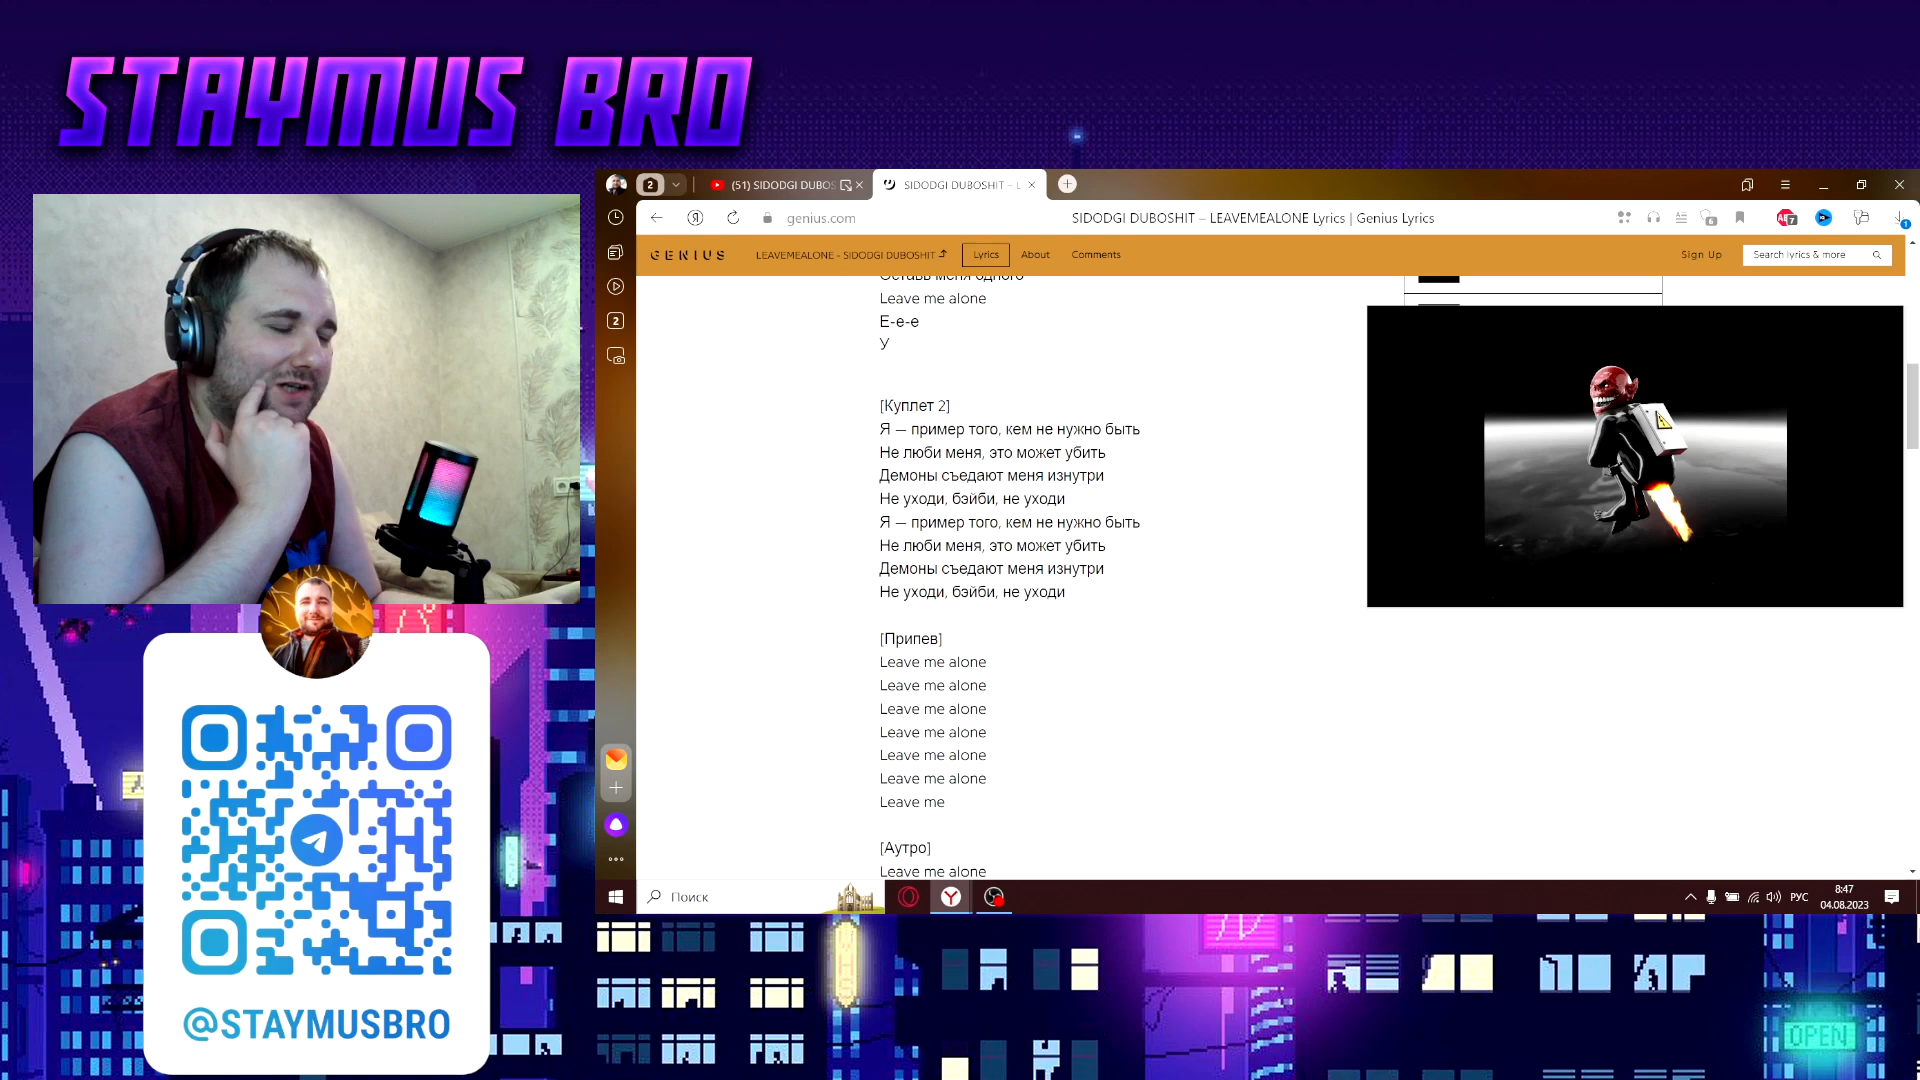 STAYMUS BRO
2
(51) SIDODGI DUBOS
SIDODGI DUBOSHIT – L
genius.com
SIDODGI DUBOSHIT – LEAVEMEALONE Lyrics | Genius Lyrics
GENIUS
LEAVEMEALONE - SIDODGI DUBOSHIT
Lyrics
About
Comments
Sign Up
Search lyrics & more
Оставь меня одного
Leave me alone
Е-е-е
У
[Куплет 2]
Я — пример того, кем не нужно быть
Не люби меня, это может убить
Демоны съедают меня изнутри
Не уходи, бэйби, не уходи
Я — пример того, кем не нужно быть
Не люби меня, это может убить
Демоны съедают меня изнутри
Не уходи, бэйби, не уходи
[Припев]
Leave me alone
Leave me alone
Leave me alone
Leave me alone
Leave me alone
Leave me alone
Leave me
[Аутро]
Leave me alone
2
Поиск
РУС
8:47
04.08.2023
@STAYMUSBRO
OPEN